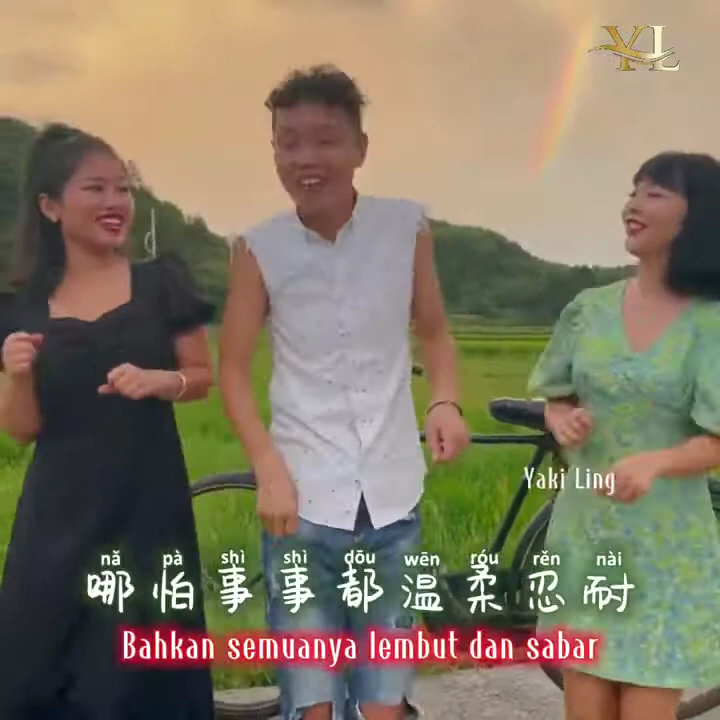 YL
Yaki Ling
nǎ pà shì shì dōu wēn róu rěn nài
哪怕事事都温柔忍耐
Bahkan semuanya lembut dan sabar